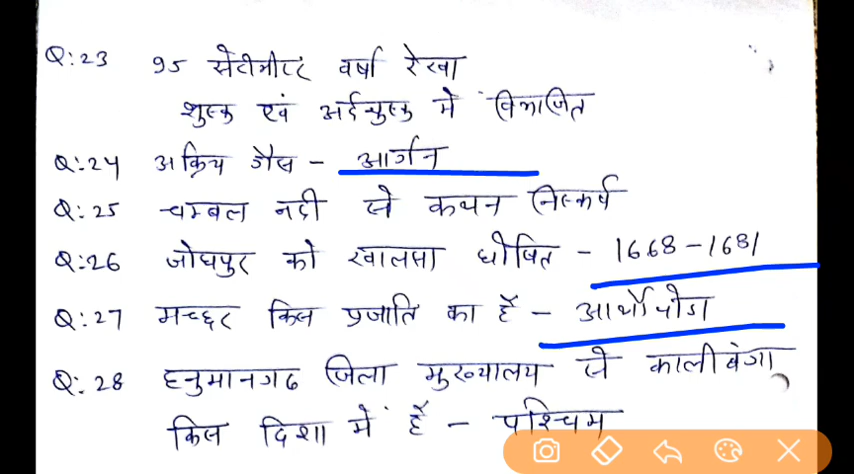 Q:23 95 सेंटीमीटर वर्षा रेखा
शुष्क एवं अर्द्धशुष्क में विभाजित
Q:24 अक्रिय गैस - आर्गन
Q:25 चम्बल नदी से कथन निष्कर्ष
Q:26 जोधपुर को खालसा घोषित - 1668-1681
Q:27 मच्छर किस प्रजाति का है - आर्थोपोडा
Q:28 हनुमानगढ जिला मुख्यालय से कालीबंगा
किस दिशा में है - पश्चिम